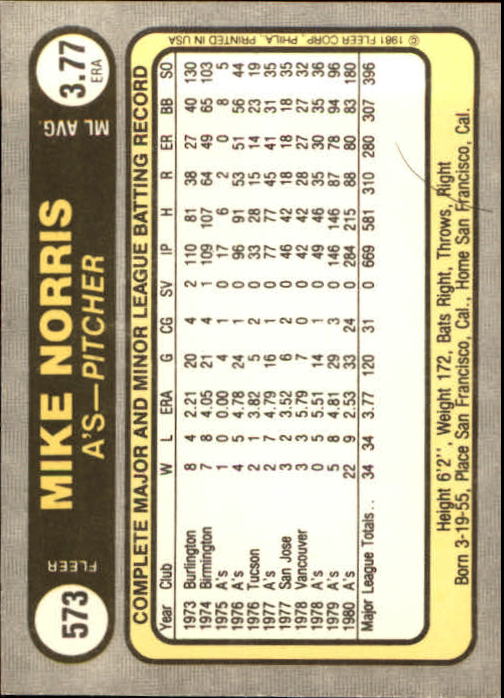 573
FLEER
MIKE NORRIS
A'S—PITCHER
ML AVG.
3.77
ERA
COMPLETE MAJOR AND MINOR LEAGUE BATTING RECORD
Year Club W L ERA G CG SV IP H R ER BB SO
1973 Burlington 8 4 2.21 20 4 2 110 81 38 27 40 130
1974 Birmington 7 8 4.05 21 4 1 109 107 64 49 65 103
1975 A's 1 0 0.00 4 1 0 17 6 2 0 8 5
1976 A's 4 5 4.78 24 1 0 96 91 53 51 56 44
1976 Tucson 2 1 3.82 5 2 0 33 28 15 14 23 19
1977 A's 2 7 4.79 16 1 0 77 77 45 41 31 35
1977 San Jose 3 2 3.52 6 2 0 46 42 18 18 18 35
1978 Vancouver 3 3 5.79 7 0 0 42 42 28 27 27 32
1978 A's 0 5 5.51 14 1 0 49 46 35 30 35 36
1979 A's 5 8 4.81 29 3 0 146 146 87 78 94 96
1980 A's 22 9 2.53 33 24 0 284 215 88 80 83 180
Major League Totals.. 34 34 3.77 120 31 0 669 581 310 280 307 396
Height 6'2'', Weight 172, Bats Right, Throws, Right
Born 3-19-55, Place San Francisco, Cal., Home San Francisco, Cal.
© 1981 FLEER CORP., PHILA., PRINTED IN USA